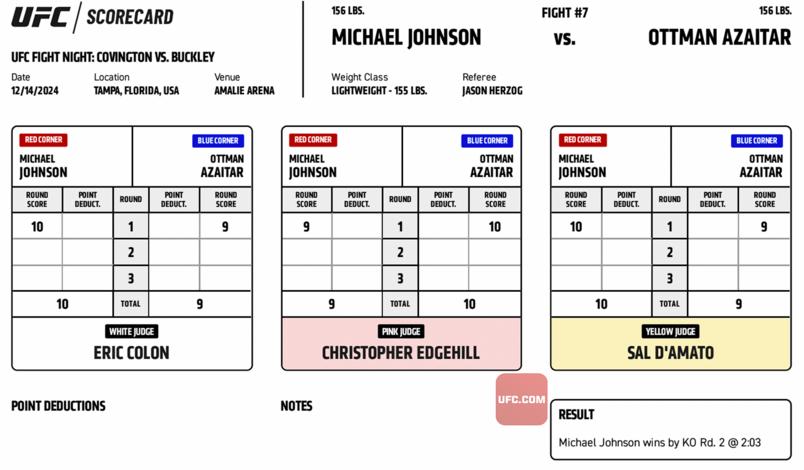 UFC SCORECARD
UFC FIGHT NIGHT: COVINGTON VS. BUCKLEY
Date Location Venue
12/14/2024 TAMPA, FLORIDA, USA AMALIE ARENA
156 LBS. FIGHT #7 156 LBS.
MICHAEL JOHNSON vs. OTTMAN AZAITAR
Weight Class Referee
LIGHTWEIGHT - 155 LBS. JASON HERZOG
RED CORNER BLUE CORNER
MICHAEL OTTMAN
JOHNSON AZAITAR
ROUND POINT ROUND POINT ROUND
SCORE DEDUCT. DEDUCT. SCORE
10 1 9
2
3
10 TOTAL 9
WHITE JUDGE
ERIC COLON
RED CORNER BLUE CORNER
MICHAEL OTTMAN
JOHNSON AZAITAR
ROUND POINT ROUND POINT ROUND
SCORE DEDUCT. DEDUCT. SCORE
9 1 10
2
3
9 TOTAL 10
PINK JUDGE
CHRISTOPHER EDGEHILL
RED CORNER BLUE CORNER
MICHAEL OTTMAN
JOHNSON AZAITAR
ROUND POINT ROUND POINT ROUND
SCORE DEDUCT. DEDUCT. SCORE
10 1 9
2
3
10 TOTAL 9
YELLOW JUDGE
SAL D'AMATO
POINT DEDUCTIONS
NOTES
UFC.COM
RESULT
Michael Johnson wins by KO Rd. 2 @ 2:03